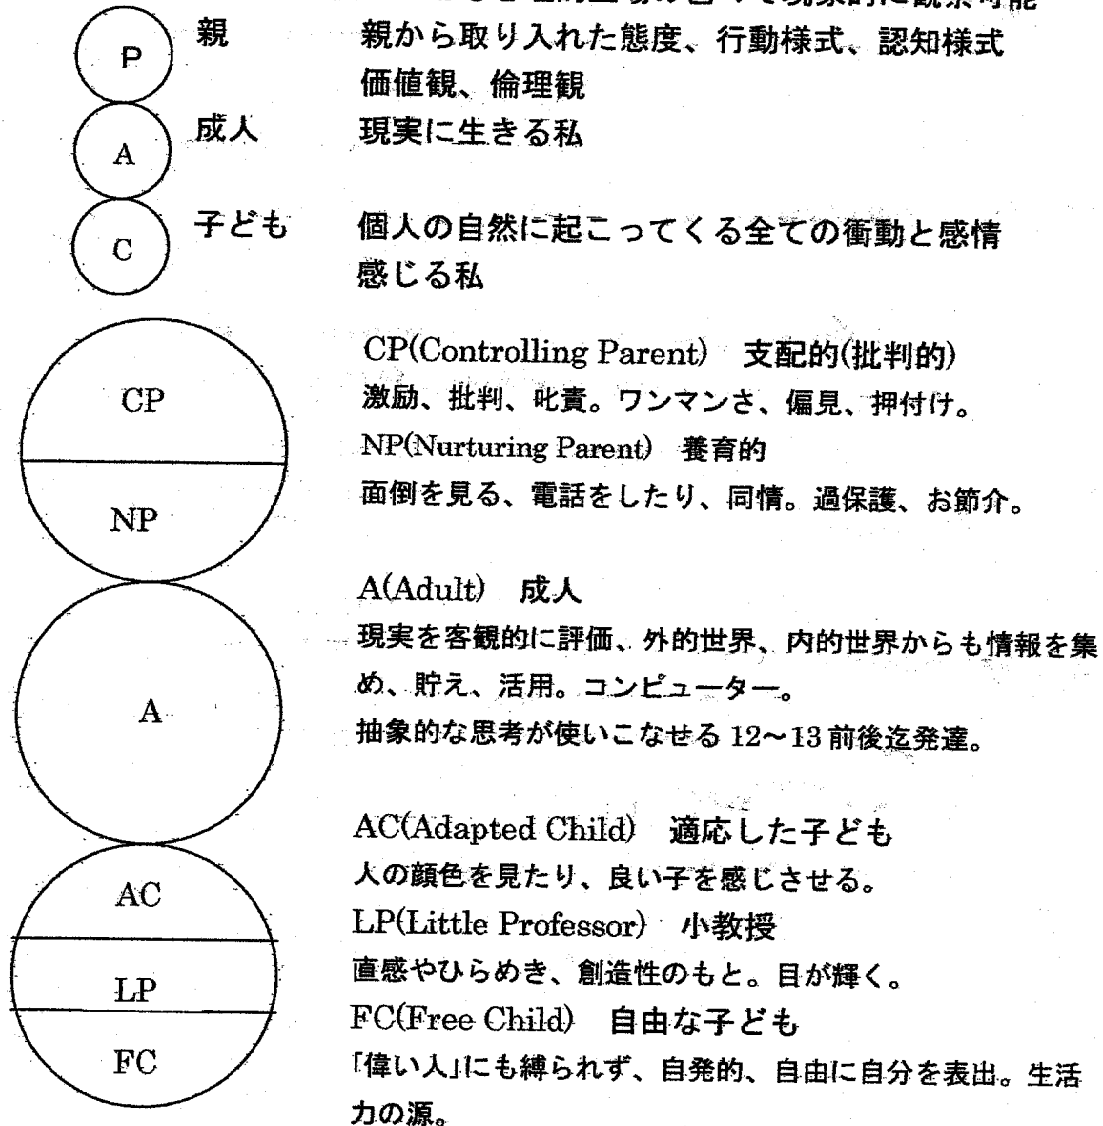 P 親 親から取り入れた態度、行動様式、認知様式
価値観、倫理観
A 成人 現実に生きる私
C 子ども 個人の自然に起こってくる全ての衝動と感情
感じる私
CP(Controlling Parent) 支配的(批判的)
CP 激励、批判、叱責。ワンマンさ、偏見、押付け。
NP(Nurturing Parent) 養育的
NP 面倒を見る、電話をしたり、同情。過保護、お節介。
A(Adult) 成人
現実を客観的に評価、外的世界、内的世界からも情報を集
め、貯え、活用。コンピューター。
A 抽象的な思考が使いこなせる 12~13 前後迄発達。
AC(Adapted Child) 適応した子ども
AC 人の顔色を見たり、良い子を感じさせる。
LP(Little Professor) 小教授
LP 直感やひらめき、創造性のもと。目が輝く。
FC(Free Child) 自由な子ども
FC 「偉い人」にも縛られず、自発的、自由に自分を表出。生活
力の源。